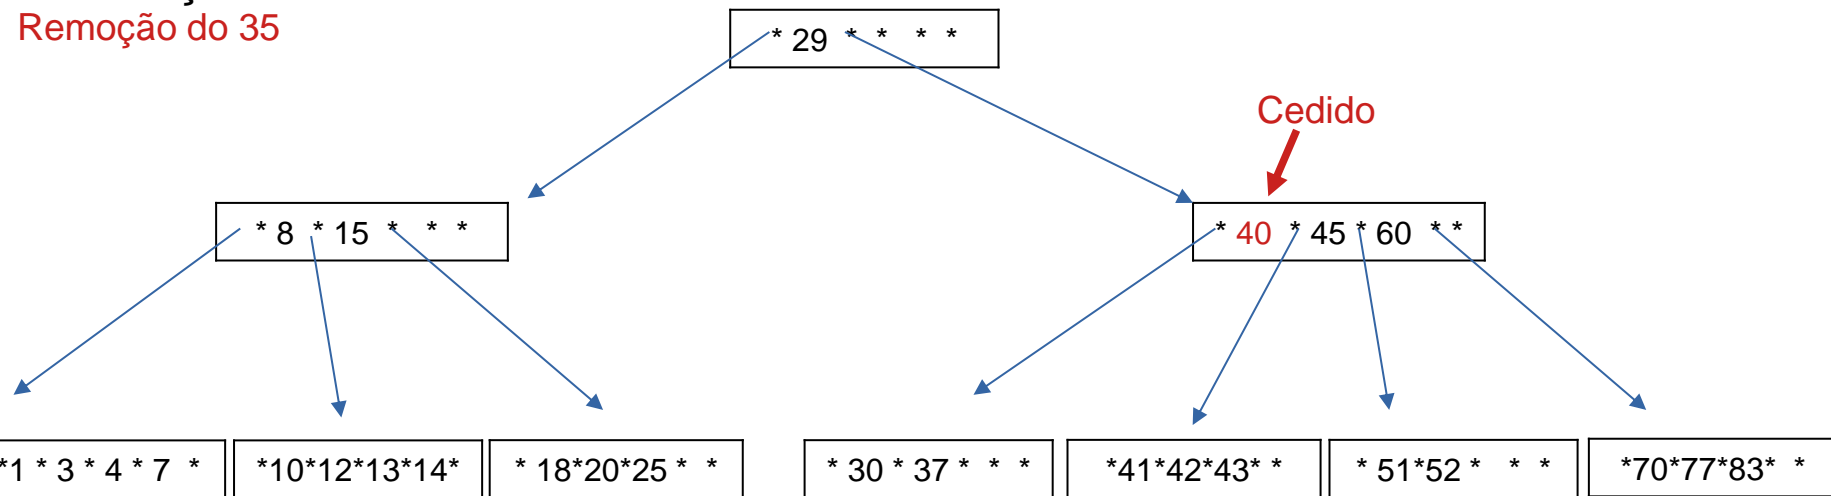 Remoção do 35
* 29 * * * *
Cedido
* 8 * 15 * * *
* 40 * 45 * 60 * *
*1 * 3 * 4 * 7 *
*10*12*13*14*
* 18*20*25 * *
* 30 * 37 * * *
*41*42*43* *
* 51*52 * * *
*70*77*83* *